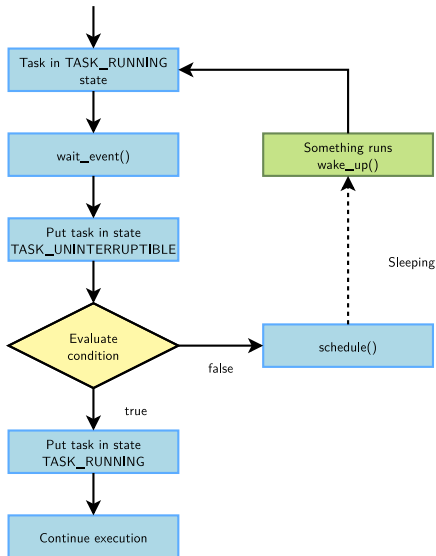 Task in TASK_RUNNING
state
wait_event()
Something runs
wake_up()
Put task in state
TASK_UNINTERRUPTIBLE
Sleeping
Evaluate
condition
schedule()
false
true
Put task in state
TASK_RUNNING
Continue execution